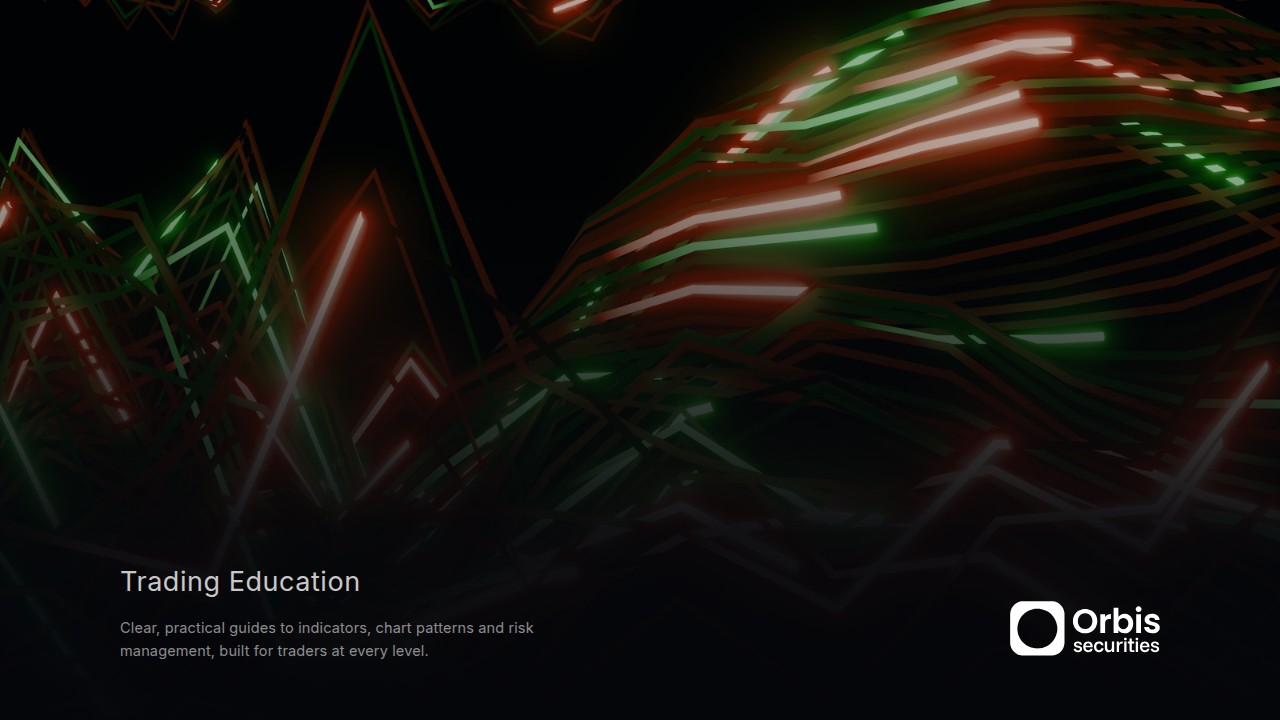 Trading Education
Clear, practical guides to indicators, chart patterns and risk
management, built for traders at every level.
Orbis
securities